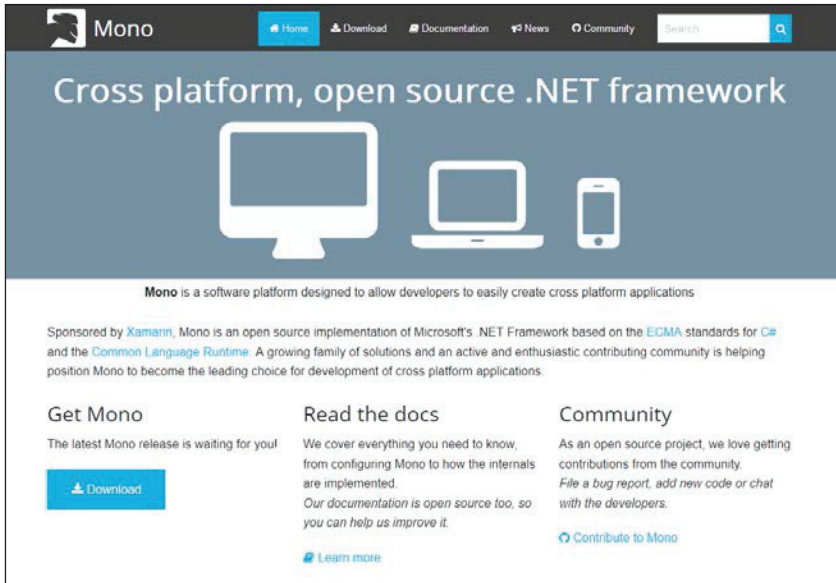 Mono
Home Download Documentation News Community Search
Cross platform, open source .NET framework
Mono is a software platform designed to allow developers to easily create cross platform applications
Sponsored by Xamarin, Mono is an open source implementation of Microsoft's .NET Framework based on the ECMA standards for C#
and the Common Language Runtime. A growing family of solutions and an active and enthusiastic contributing community is helping
position Mono to become the leading choice for development of cross platform applications.
Get Mono
The latest Mono release is waiting for you!
Download
Read the docs
We cover everything you need to know,
from configuring Mono to how the internals
are implemented.
Our documentation is open source too, so
you can help us improve it.
Learn more
Community
As an open source project, we love getting
contributions from the community.
File a bug report, add new code or chat
with the developers.
Contribute to Mono